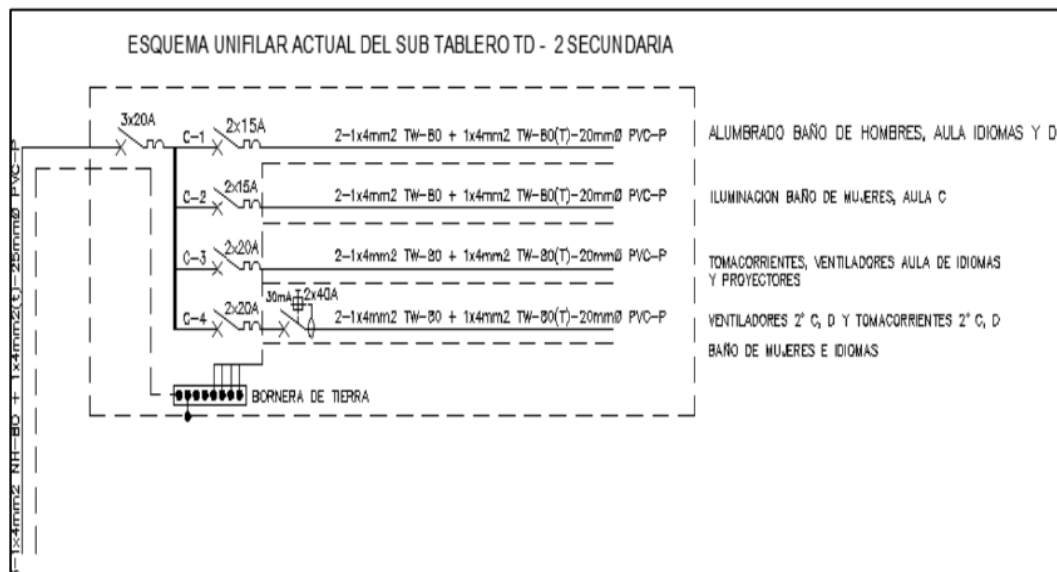 ESQUEMA UNIFILAR ACTUAL DEL SUB TABLERO TD - 2 SECUNDARIA
3x20A
C-1
2x15A
2-1x4mm2 TW-80 + 1x4mm2 TW-80(T)-20mmØ PVC-P
ALUMBRADO BAÑO DE HOMBRES, AULA IDIOMAS Y D
C-2
2x15A
2-1x4mm2 TW-80 + 1x4mm2 TW-80(T)-20mmØ PVC-P
ILUMINACION BAÑO DE MUJERES, AULA C
C-3
2x20A
2-1x4mm2 TW-80 + 1x4mm2 TW-80(T)-20mmØ PVC-P
TOMACORRIENTES, VENTILADORES AULA DE IDIOMAS
Y PROYECTORES
C-4
2x20A
30mA
T
2x40A
2-1x4mm2 TW-80 + 1x4mm2 TW-80(T)-20mmØ PVC-P
VENTILADORES 2° C, D Y TOMACORRIENTES 2° C, D
BAÑO DE MUJERES E IDIOMAS
BORNERA DE TIERRA
-1x4mm2 NH-80 + 1x4mm2(t)-25mmØ PVC-P